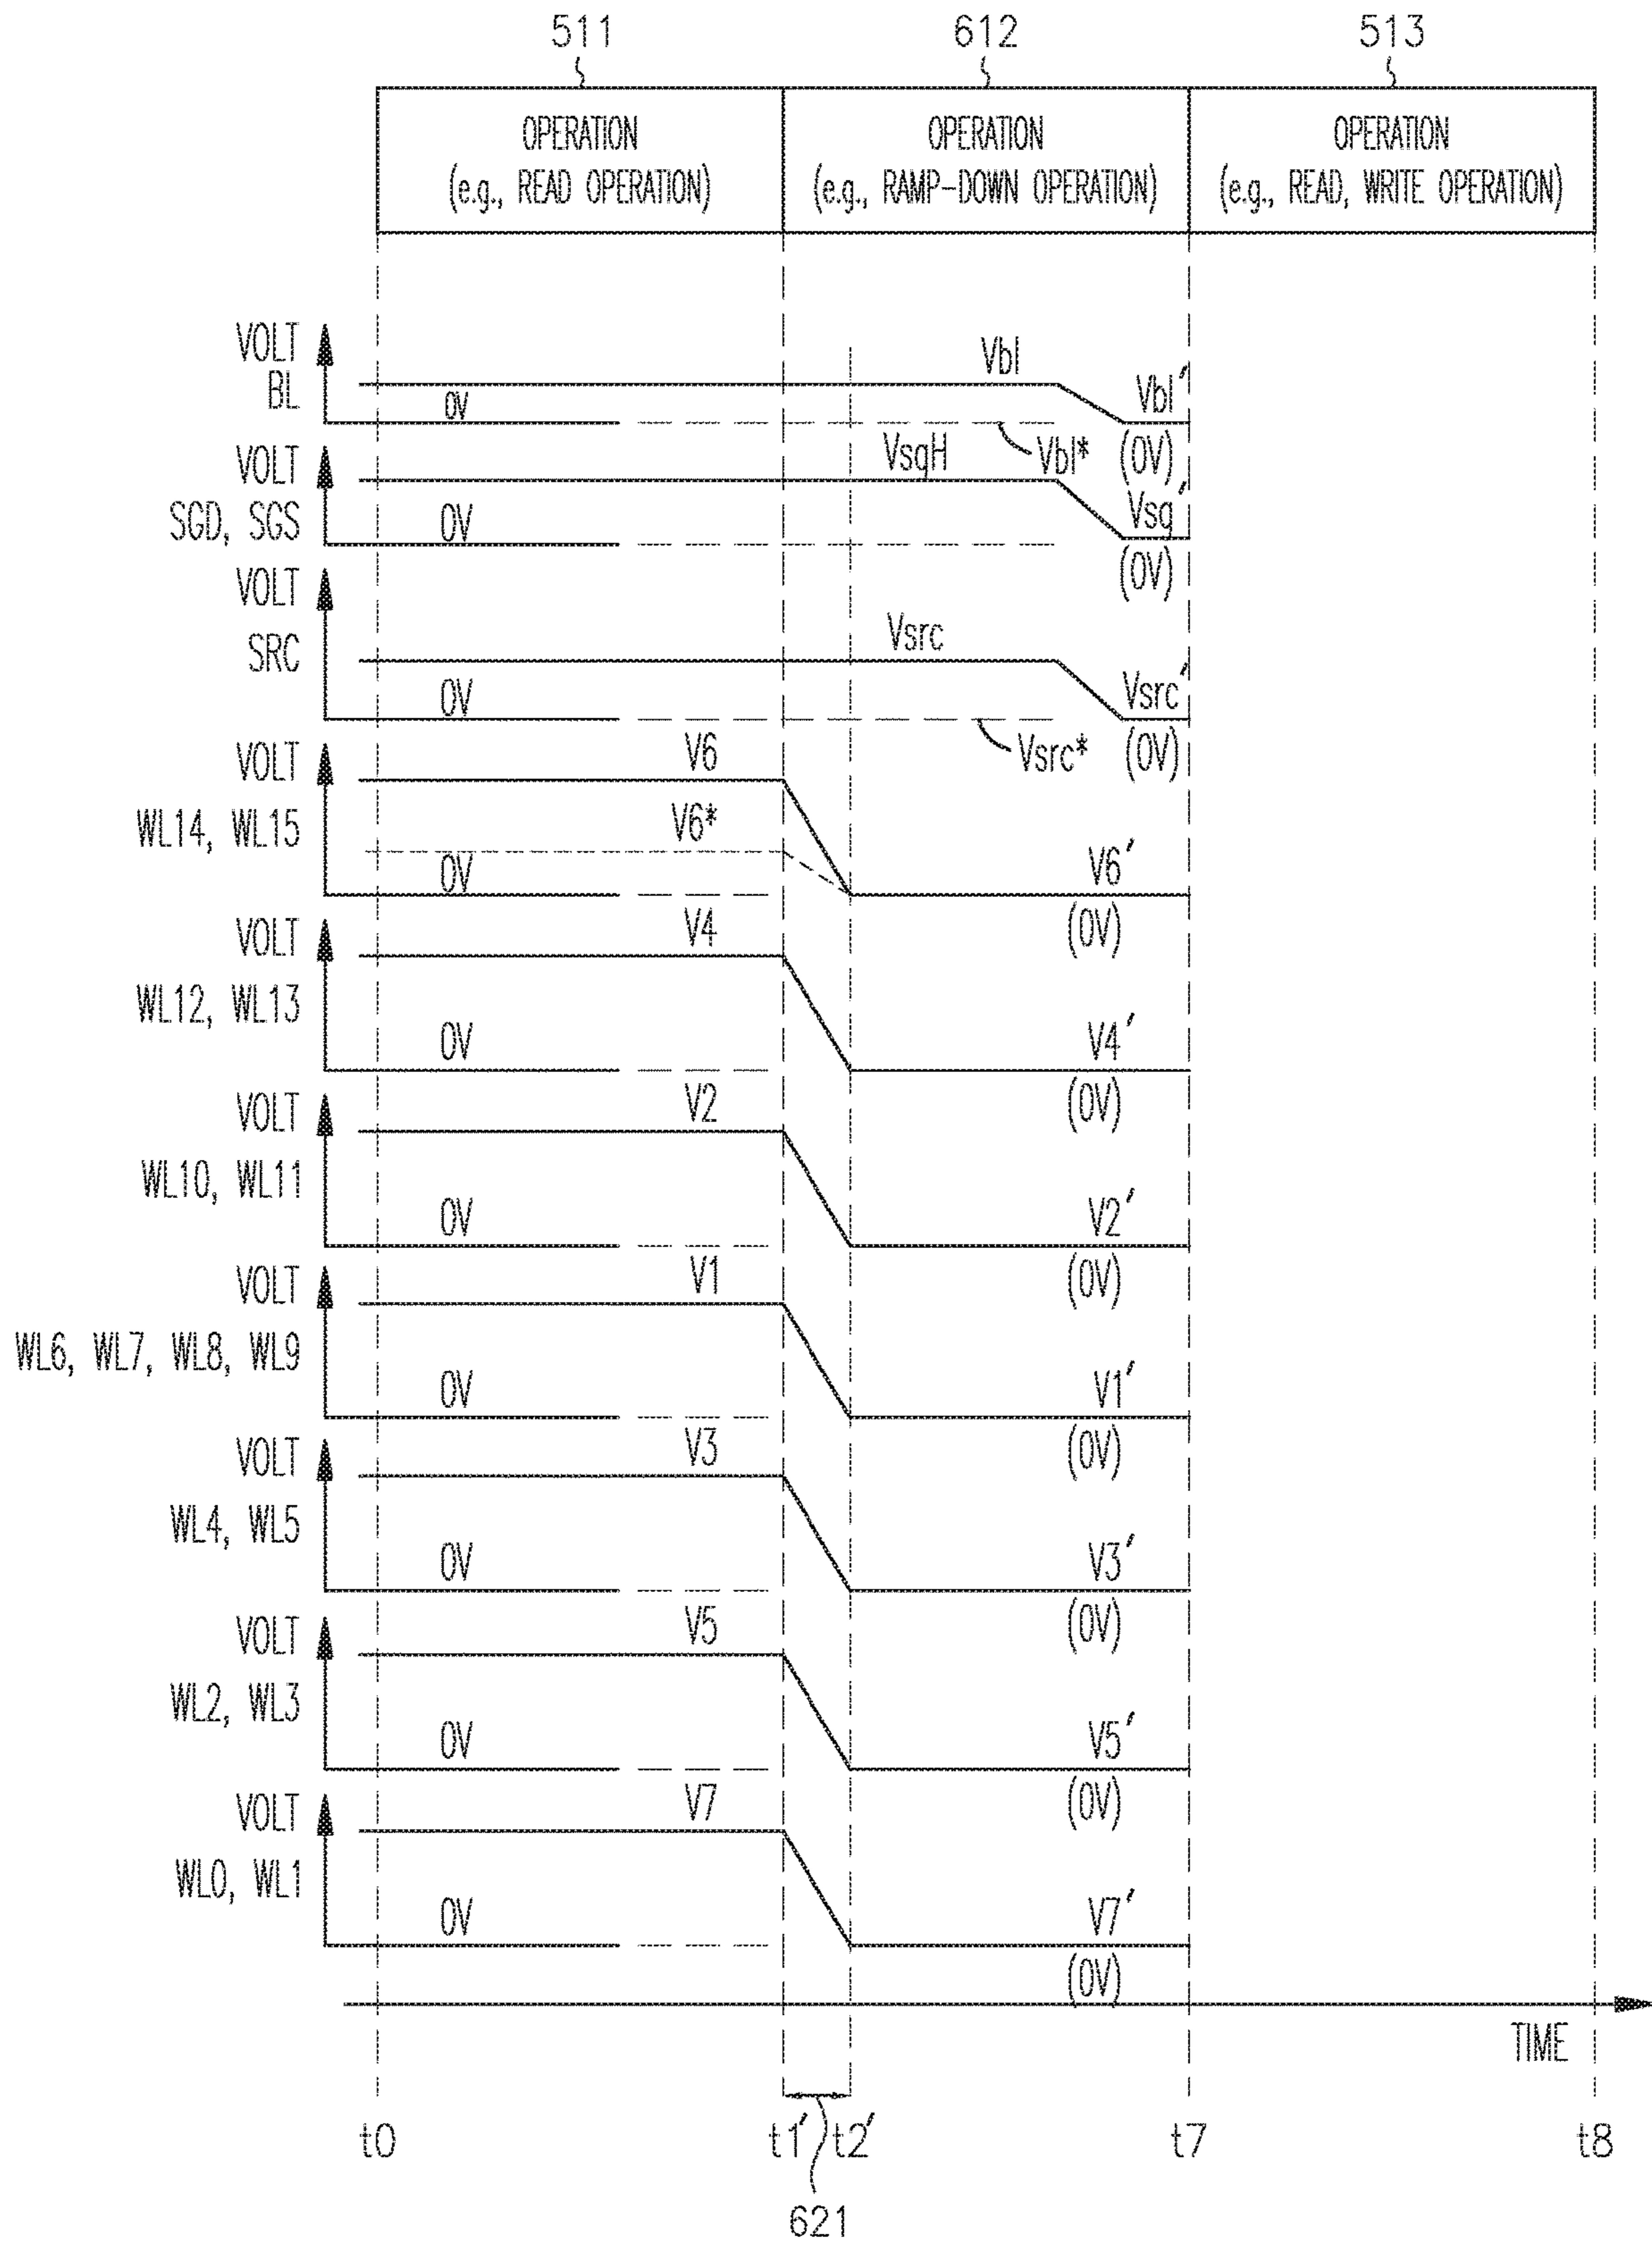 511 612 513
OPERATION OPERATION OPERATION
(e.g., READ OPERATION) (e.g., RAMP-DOWN OPERATION) (e.g., READ, WRITE OPERATION)
VOLT Vbl
BL 0V Vbl′
Vbl* (0V)
VOLT VsgH
SGD, SGS 0V Vsg′
(0V)
VOLT
SRC Vsrc
0V Vsrc′
Vsrc* (0V)
VOLT V6
WL14, WL15 V6*
0V V6′
(0V)
VOLT V4
WL12, WL13
0V V4′
(0V)
VOLT V2
WL10, WL11
0V V2′
(0V)
VOLT V1
WL6, WL7, WL8, WL9
0V V1′
(0V)
VOLT V3
WL4, WL5
0V V3′
(0V)
VOLT V5
WL2, WL3
0V V5′
(0V)
VOLT V7
WL0, WL1
0V V7′
(0V)
TIME
t0 t1′ t2′ t7 t8
621